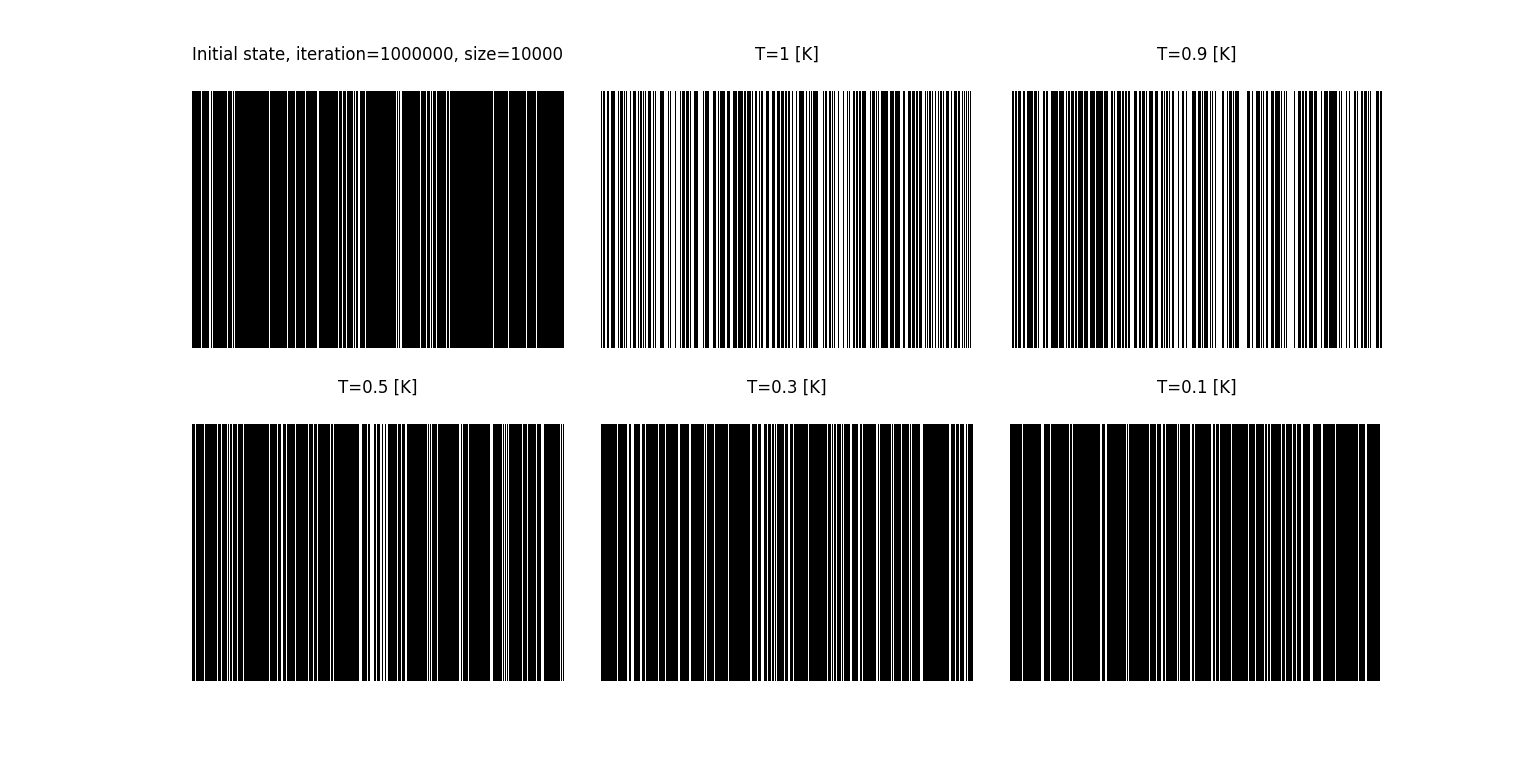 Initial state, iteration=1000000, size=10000
T=1 [K]
T=0.9 [K]
T=0.5 [K]
T=0.3 [K]
T=0.1 [K]